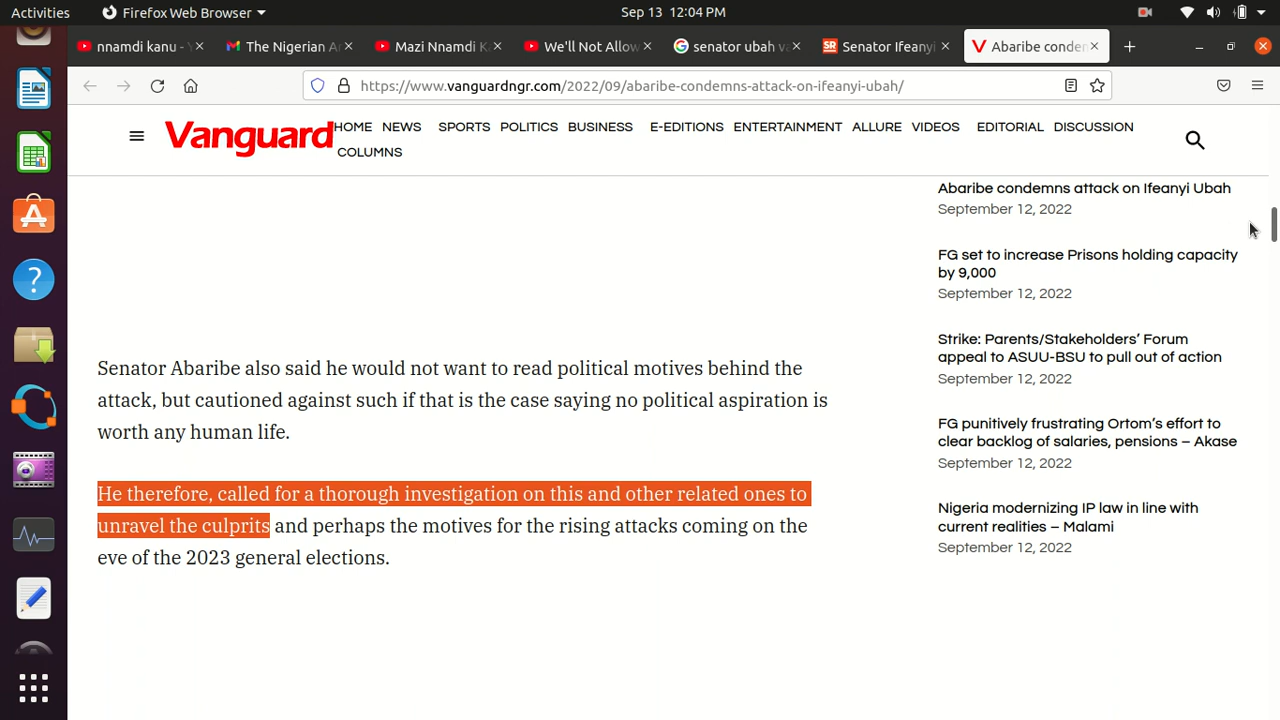 Activities
Firefox Web Browser
Sep 13 12:04 PM
nnamdi kanu - Y
The Nigerian A
Mazi Nnamdi K
We'll Not Allow
senator ubah v
Senator Ifeanyi
Abaribe conde
https://www.vanguardngr.com/2022/09/abaribe-condemns-attack-on-ifeanyi-ubah/
Vanguard
HOME NEWS SPORTS POLITICS BUSINESS E-EDITIONS ENTERTAINMENT ALLURE VIDEOS EDITORIAL DISCUSSION
COLUMNS
Senator Abaribe also said he would not want to read political motives behind the
attack, but cautioned against such if that is the case saying no political aspiration is
worth any human life.
He therefore, called for a thorough investigation on this and other related ones to
unravel the culprits and perhaps the motives for the rising attacks coming on the
eve of the 2023 general elections.
Abaribe condemns attack on Ifeanyi Ubah
September 12, 2022
FG set to increase Prisons holding capacity
by 9,000
September 12, 2022
Strike: Parents/Stakeholders’ Forum
appeal to ASUU-BSU to pull out of action
September 12, 2022
FG punitively frustrating Ortom’s effort to
clear backlog of salaries, pensions – Akase
September 12, 2022
Nigeria modernizing IP law in line with
current realities – Malami
September 12, 2022